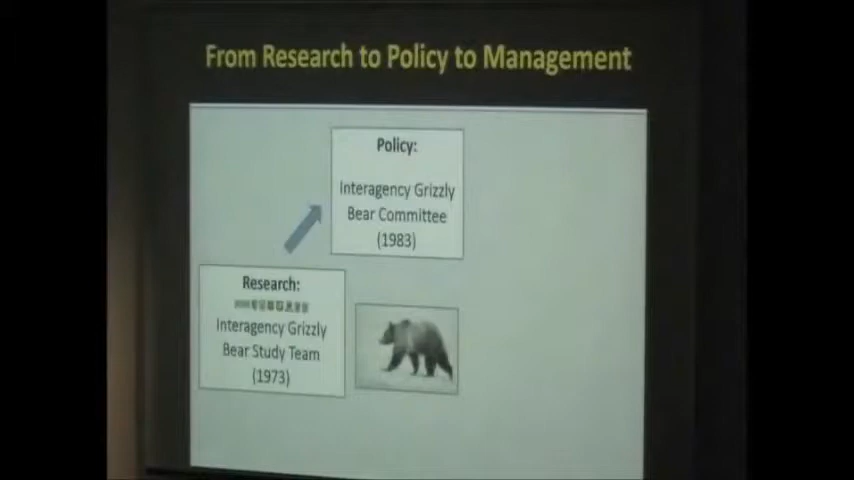 From Research to Policy to Management
Policy:
Interagency Grizzly
Bear Committee
(1983)
Research:
Interagency Grizzly
Bear Study Team
(1973)